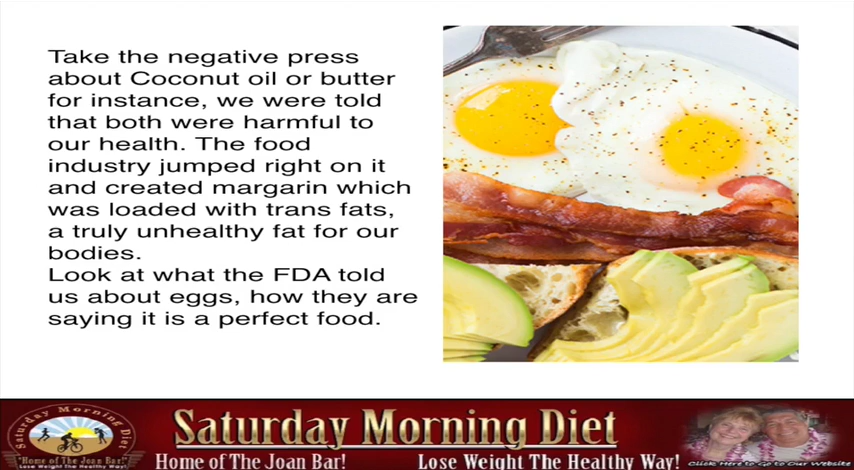 Take the negative press
about Coconut oil or butter
for instance, we were told
that both were harmful to
our health. The food
industry jumped right on it
and created margarin which
was loaded with trans fats,
a truly unhealthy fat for our
bodies.
Look at what the FDA told
us about eggs, how they are
saying it is a perfect food.
Saturday Morning Diet
"Home of The Joan Bar!"
Lose Weight The Healthy Way!
Saturday Morning Diet
Home of The Joan Bar!
Lose Weight The Healthy Way!
Click Here to Go to Our Website